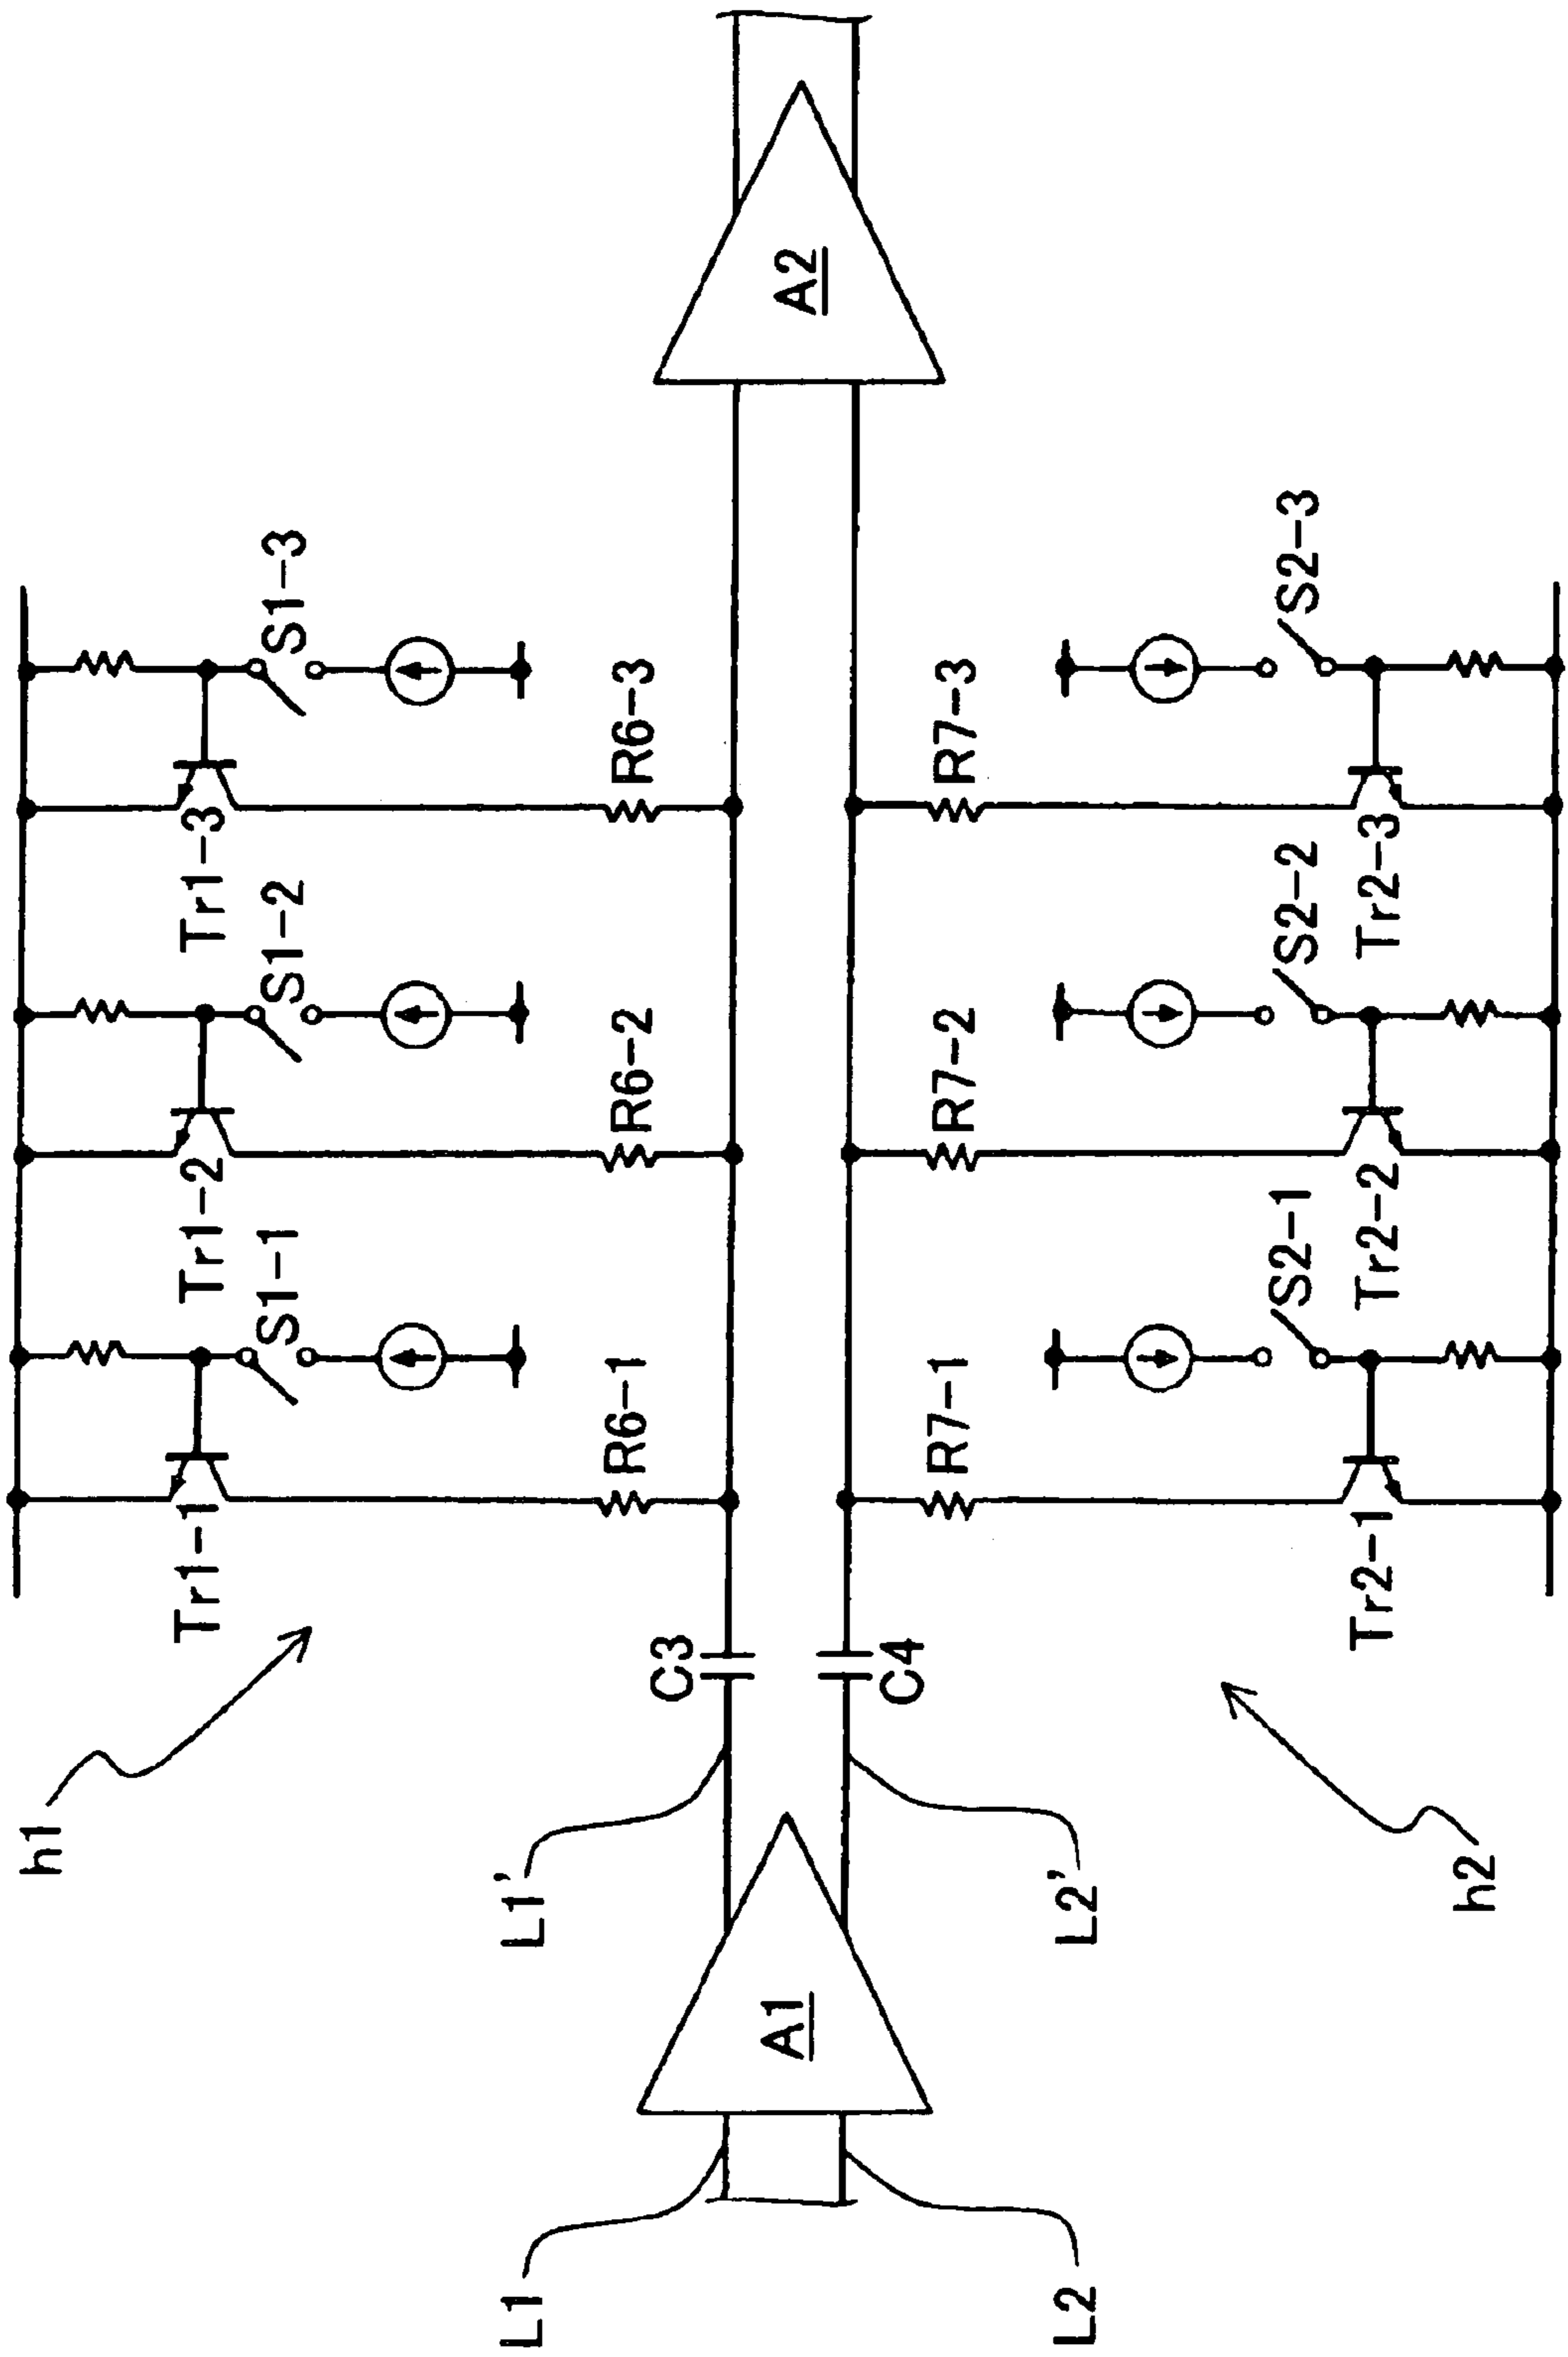 h1
Tr1-1
S1-1
Tr1-2
S1-2
Tr1-3
S1-3
R6-1
R6-2
R6-3
L1
L1'
C3
A1
A2
L2
L2'
C4
R7-1
R7-2
R7-3
h2
Tr2-1
S2-1
Tr2-2
S2-2
Tr2-3
S2-3